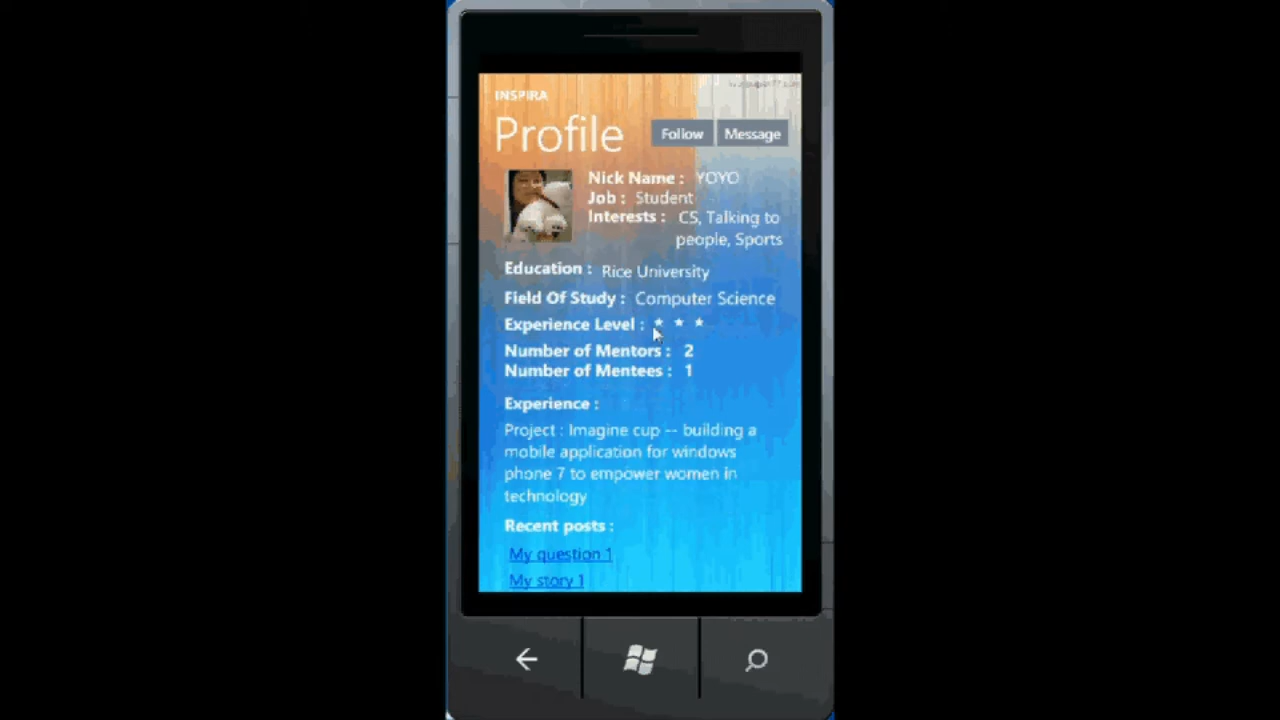 INSPIRA
Profile
Follow
Message
Nick Name : YOYO
Job : Student
Interests : CS, Talking to
people, Sports
Education : Rice University
Field Of Study : Computer Science
Experience Level : * * *
Number of Mentors : 2
Number of Mentees : 1
Experience :
Project : Imagine cup -- building a
mobile application for windows
phone 7 to empower women in
technology
Recent posts :
My question 1
My story 1